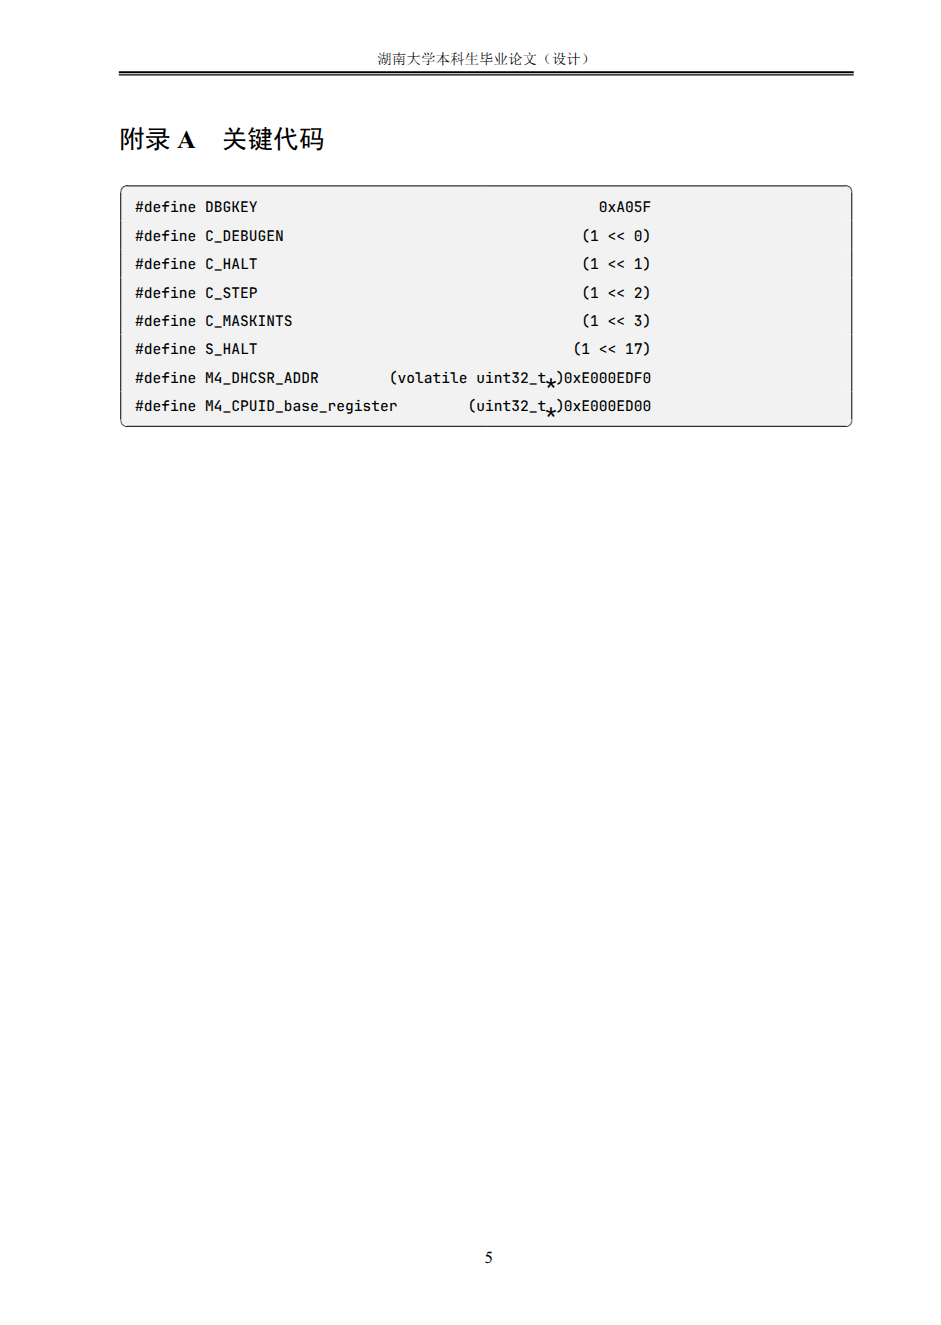 湖南大学本科生毕业论文（设计）
附录 A 关键代码
#define DBGKEY 0xA05F
#define C_DEBUGEN (1 << 0)
#define C_HALT (1 << 1)
#define C_STEP (1 << 2)
#define C_MASKINTS (1 << 3)
#define S_HALT (1 << 17)
#define M4_DHCSR_ADDR (volatile uint32_t*)0xE000EDF0
#define M4_CPUID_base_register (uint32_t*)0xE000ED00
5